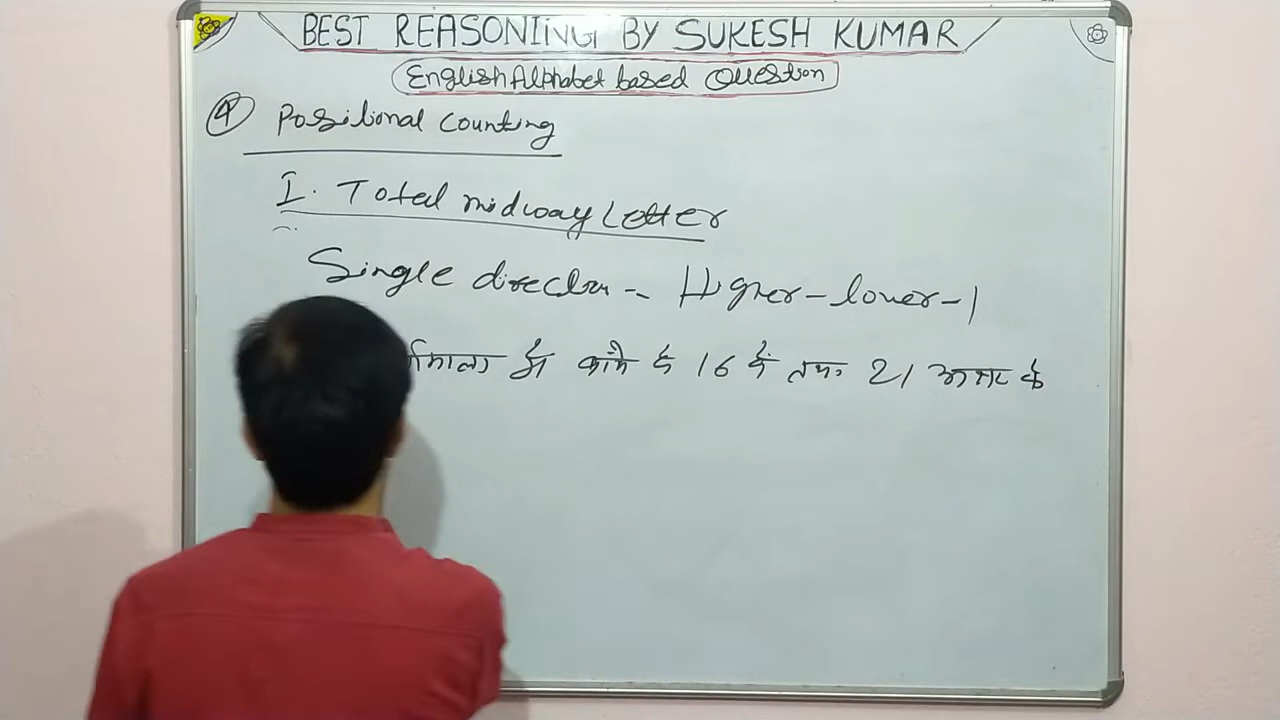 BEST REASONING BY SUKESH KUMAR
English Alphabet based Question
4 Positional Counting
I. Total midway Letter
Single direction - Higher - lower - 1
16 वें 21 अक्षर के